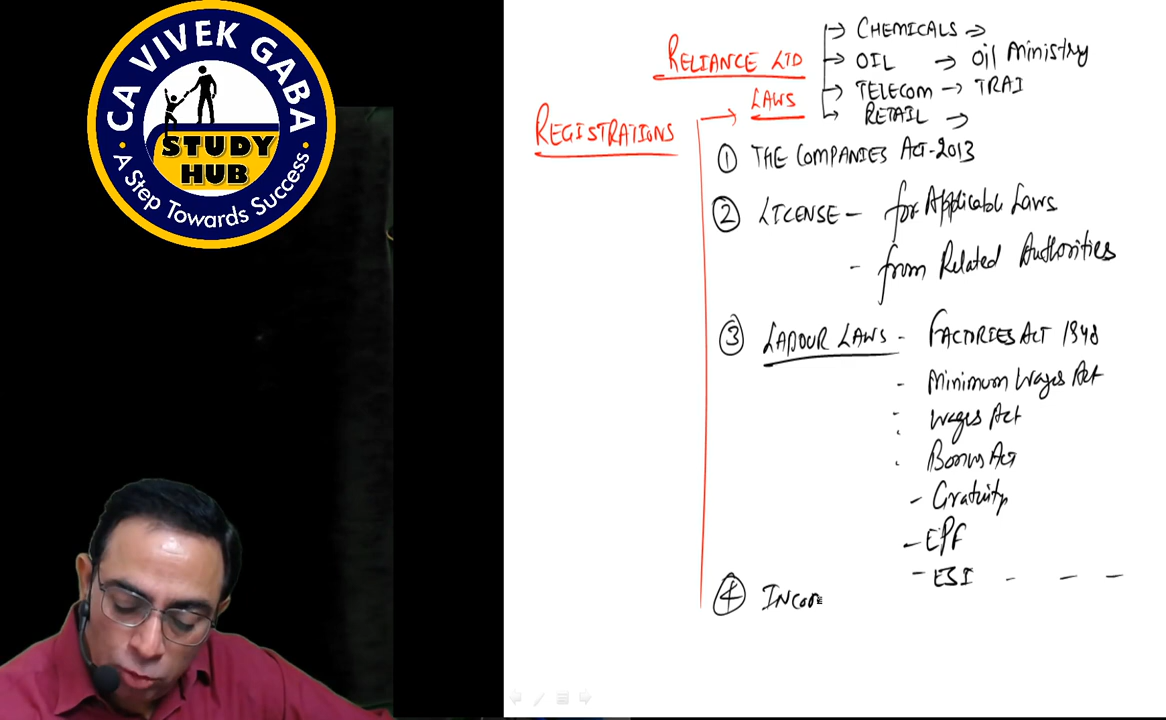 CA VIVEK GABA
STUDY
HUB
• A Step Towards Success •
RELIANCE LTD
→ CHEMICALS →
→ OIL → Oil Ministry
→ TELECOM → TRAI
→ RETAIL →
REGISTRATIONS
→ LAWS
① THE COMPANIES ACT-2013
② LICENSE - for Applicable Laws
- from Related Authorities
③ LABOUR LAWS - FACTORIES ACT 1948
- Minimum Wages Act
- Wages Act
- Bonus Act
- Gratuity
- EPF
- ESI - - -
④ INCO